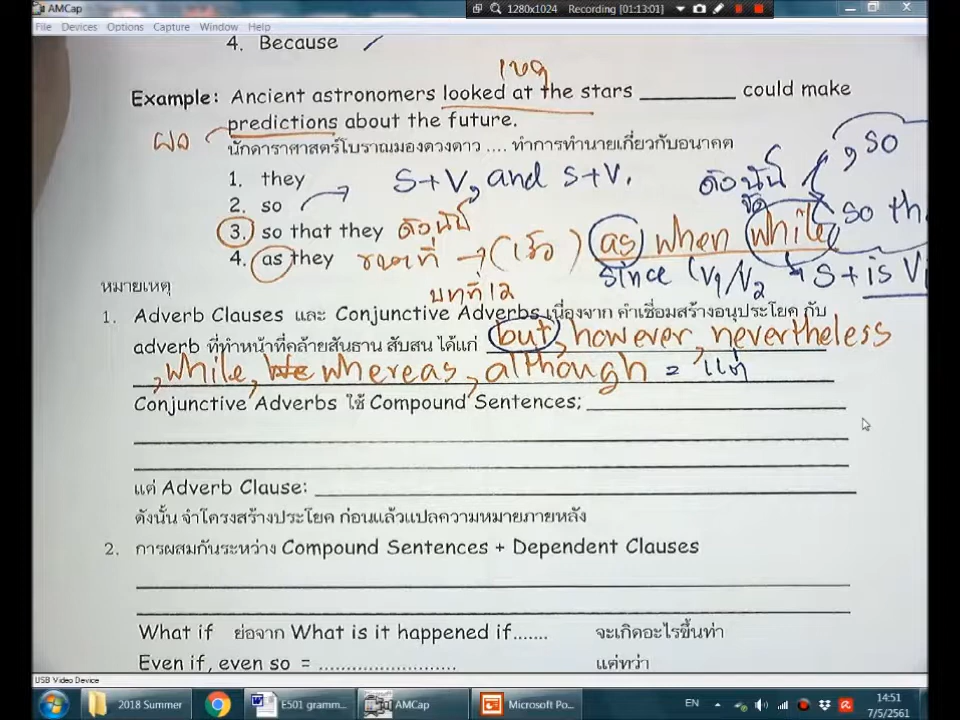 AMCap
1280x1024 Recording [01:13:01]
File Devices Options Capture Window Help
4. Because
เหตุ
Example: Ancient astronomers looked at the stars __________ could make
predictions about the future.
ผล
นักดาราศาสตร์โบราณมองดวงดาว .... ทำการทำนายเกี่ยวกับอนาคต
, so
1. they
S+V, and S+V.
ดังนั้น
2. so
so th
3. so that they ดังนั้น
as when while
4. as they ขณะที่ → (เร็ว)
since (V1/V2 S + is Vi
หมายเหตุ
บทที่ 12
1. Adverb Clauses และ Conjunctive Adverbs เนื่องจาก คำเชื่อมสร้างอนุประโยค กับ
adverb ที่ทำหน้าที่คล้ายสันธาน สับสน ได้แก่ but, however, nevertheless
, while, whereas, although = แต่
Conjunctive Adverbs ใช้ Compound Sentences;
แต่ Adverb Clause:
ดังนั้น จำโครงสร้างประโยค ก่อนแล้วแปลความหมายภายหลัง
2. การผสมกันระหว่าง Compound Sentences + Dependent Clauses
What if ย่อจาก What is it happened if....... จะเกิดอะไรขึ้นท่า
Even if, even so = ......................... แต่ทว่า
USB Video Device
2018 Summer E501 gramm... AMCap Microsoft Po... EN 14:51
7/5/2561